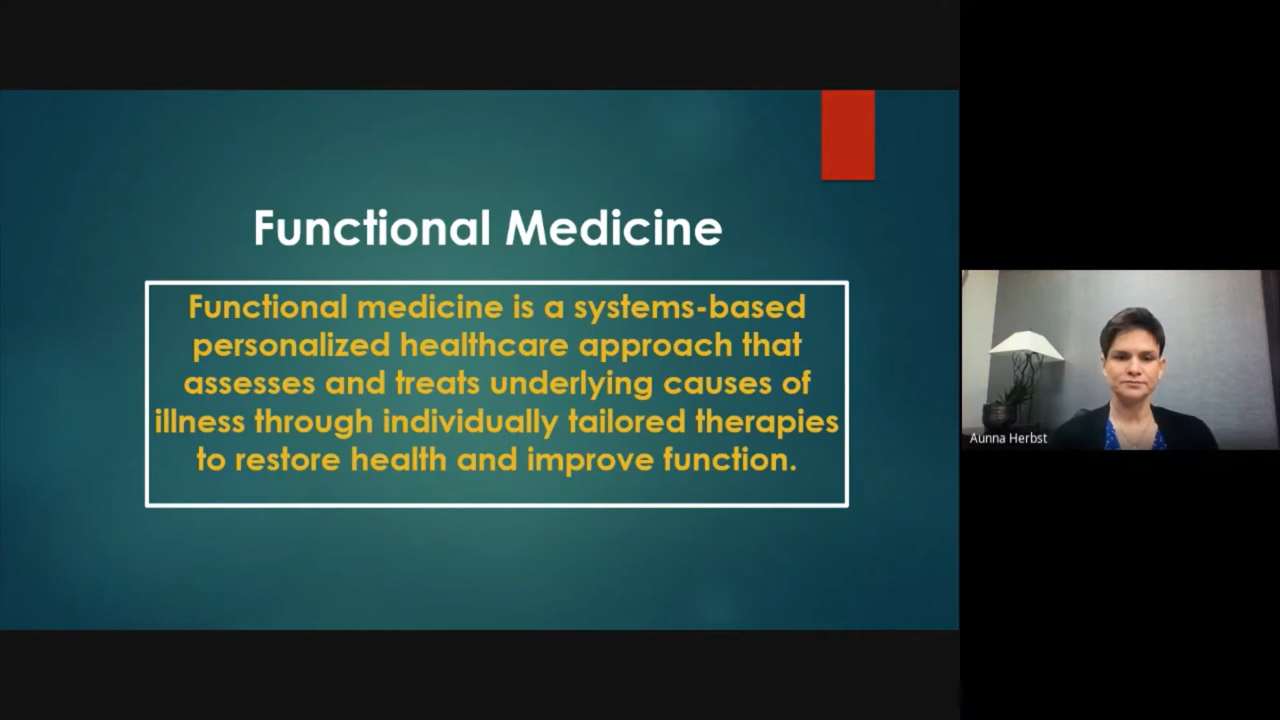 Functional Medicine
Functional medicine is a systems-based
personalized healthcare approach that
assesses and treats underlying causes of
illness through individually tailored therapies
to restore health and improve function.
Aunna Herbst